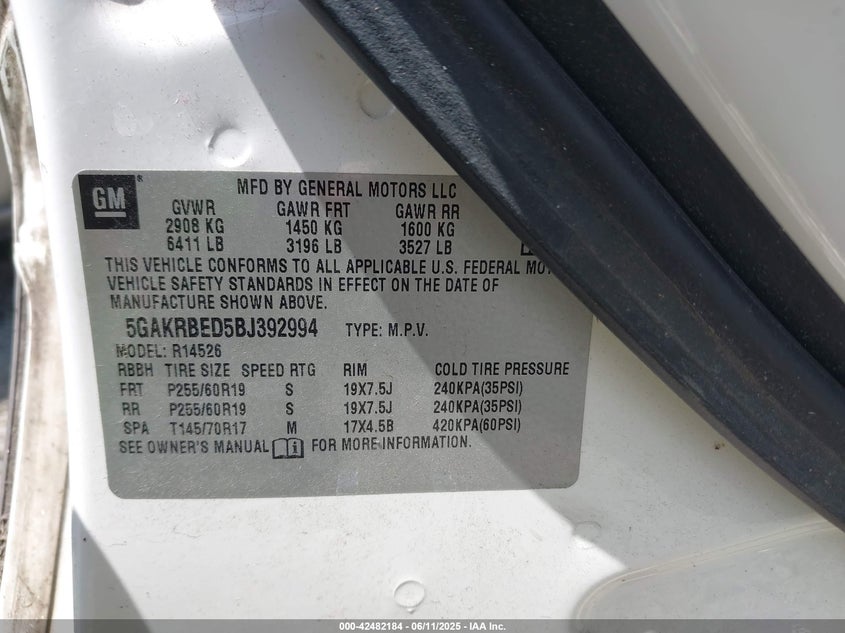 GM ® MFD BY GENERAL MOTORS LLC
GVWR GAWR FRT GAWR RR
2908 KG 1450 KG 1600 KG
6411 LB 3196 LB 3527 LB
THIS VEHICLE CONFORMS TO ALL APPLICABLE U.S. FEDERAL
VEHICLE SAFETY STANDARDS IN EFFECT ON THE DATE OF
MANUFACTURE SHOWN ABOVE.
5GAKRBED5BJ392994 TYPE: M.P.V.
MODEL: R14526
RBBH TIRE SIZE SPEED RTG RIM COLD TIRE PRESSURE
FRT P255/60R19 S 19X7.5J 240KPA(35PSI)
RR P255/60R19 S 19X7.5J 240KPA(35PSI)
SPA T145/70R17 M 17X4.5B 420KPA(60PSI)
SEE OWNER'S MANUAL i FOR MORE INFORMATION.
000-42482184 - 06/11/2025 - IAA Inc.